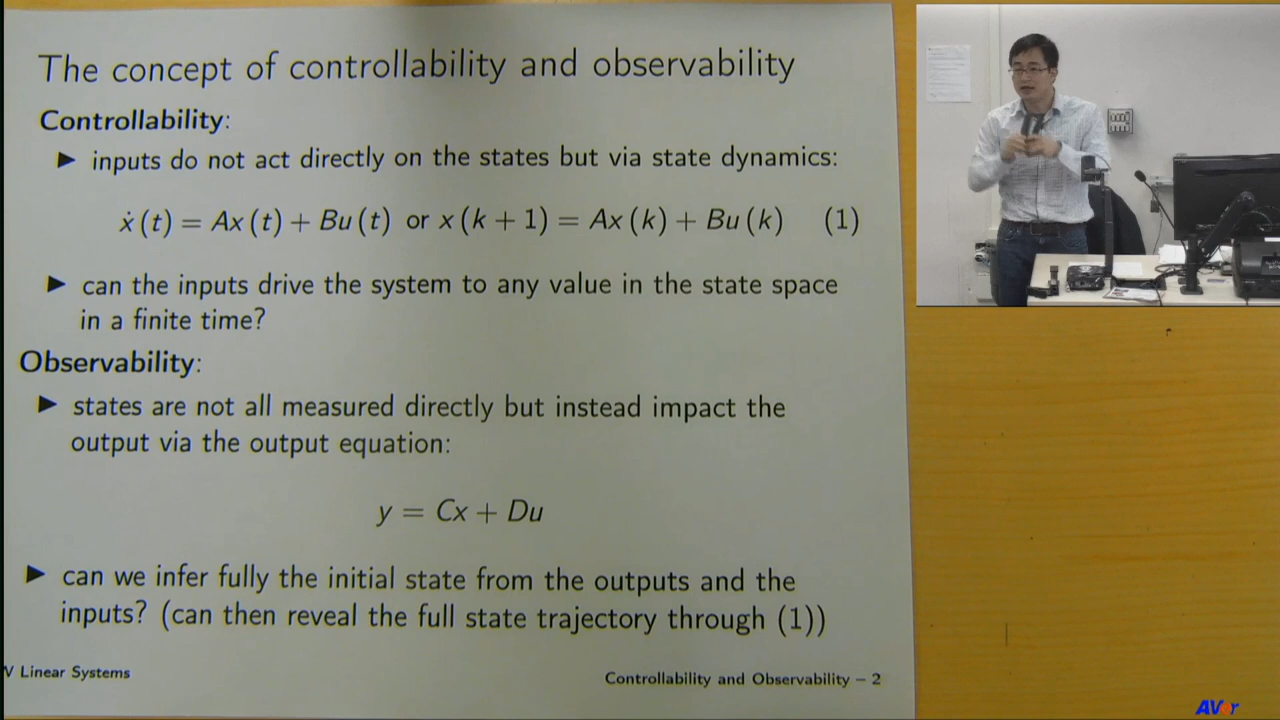 The concept of controllability and observability
Controllability:
▶ inputs do not act directly on the states but via state dynamics:
ẋ(t) = Ax(t) + Bu(t) or x(k + 1) = Ax(k) + Bu(k) (1)
▶ can the inputs drive the system to any value in the state space
in a finite time?
Observability:
▶ states are not all measured directly but instead impact the
output via the output equation:
y = Cx + Du
▶ can we infer fully the initial state from the outputs and the
inputs? (can then reveal the full state trajectory through (1))
V Linear Systems
Controllability and Observability – 2
AVer